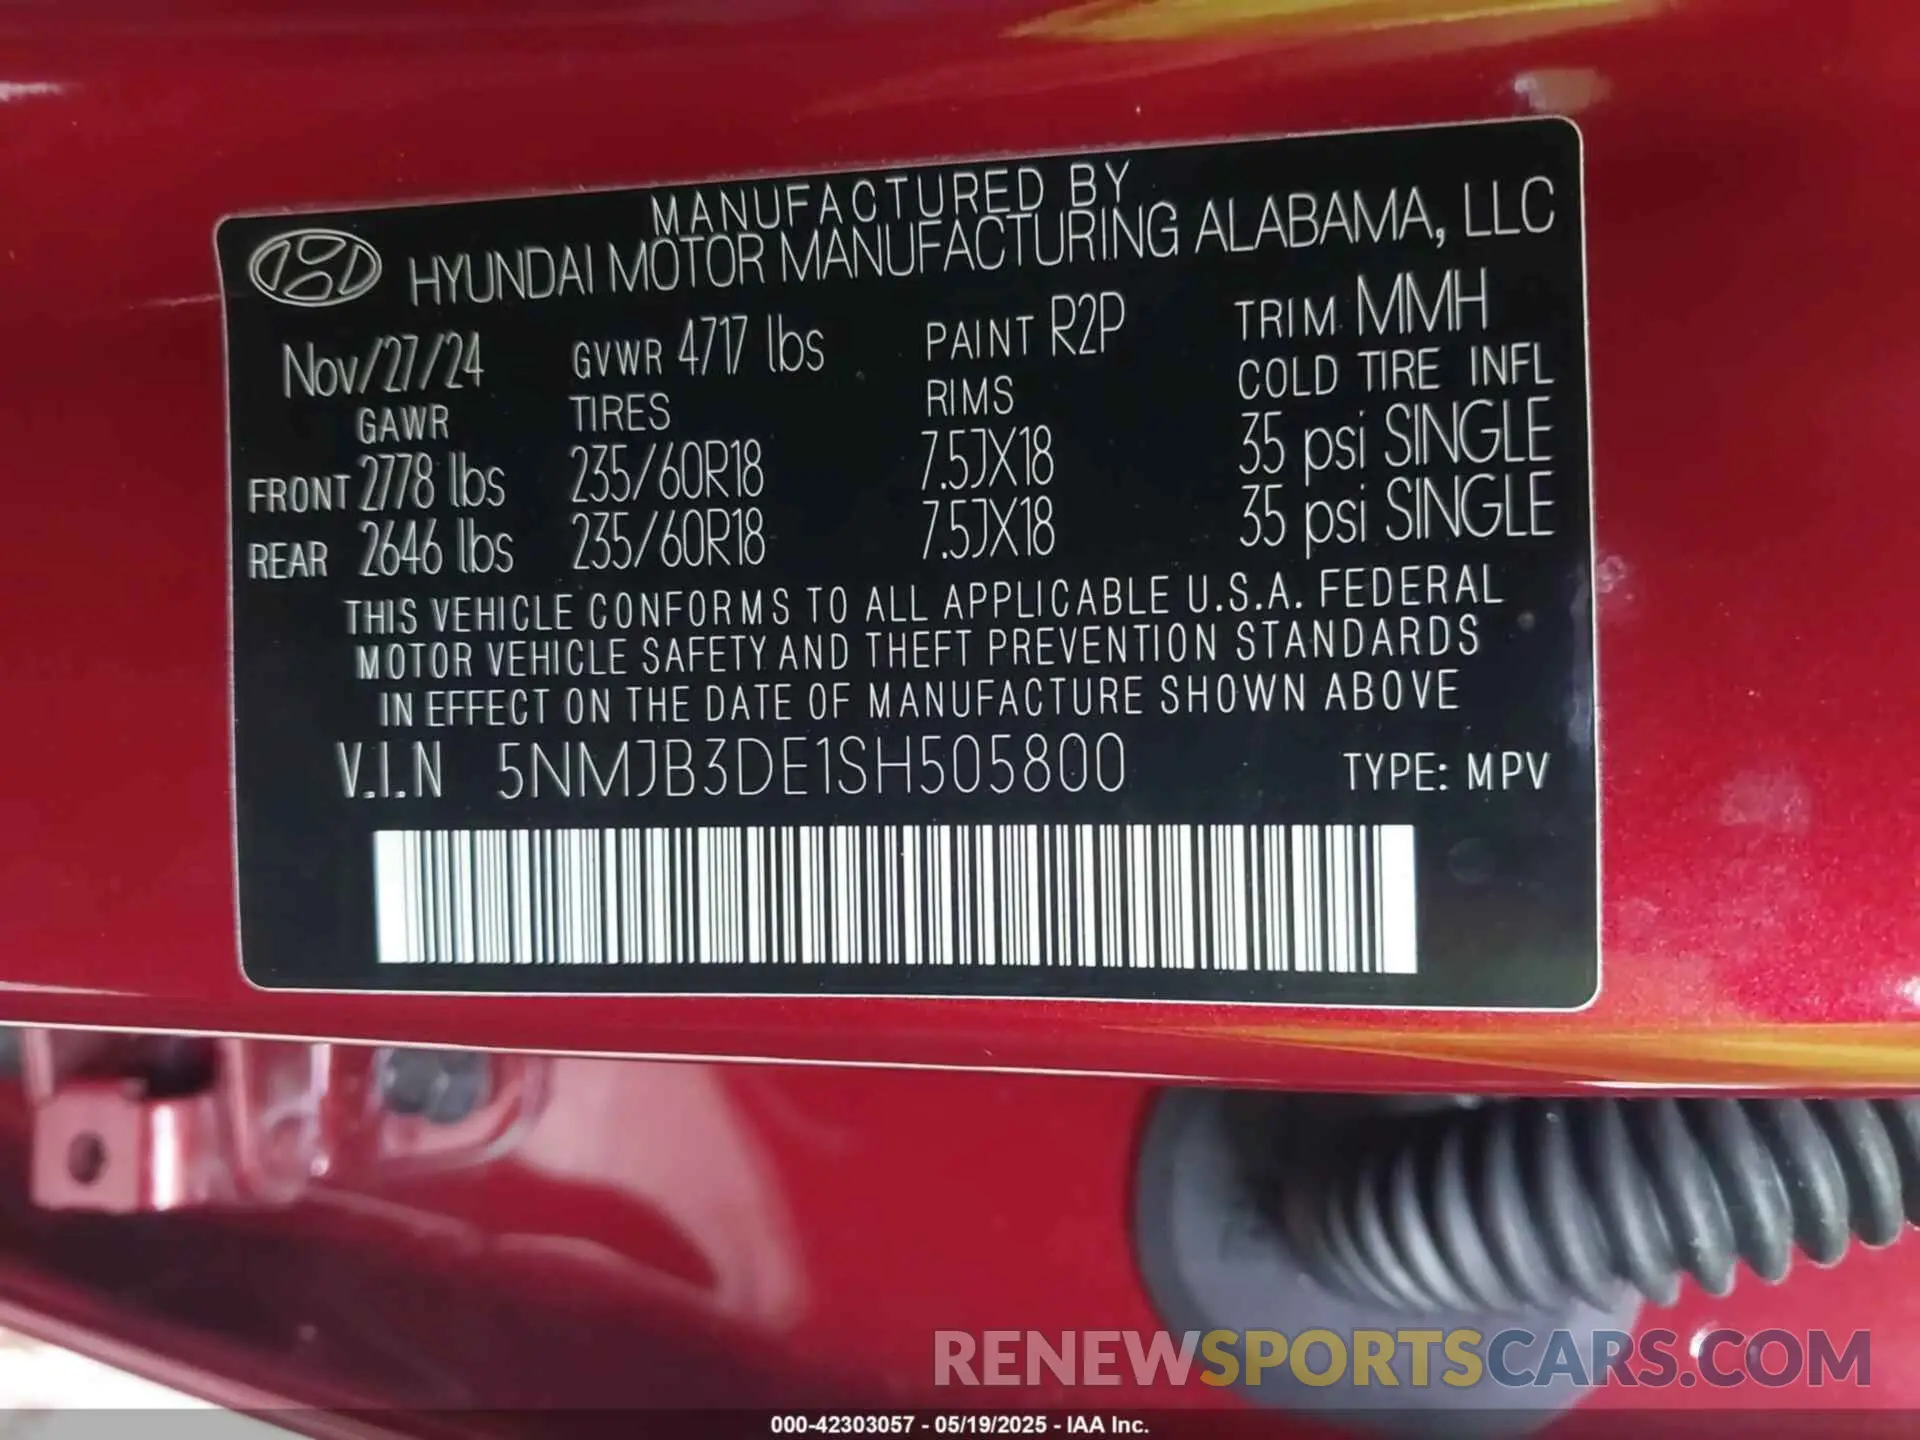 MANUFACTURED BY
HYUNDAI MOTOR MANUFACTURING ALABAMA, LLC
Nov/27/24 GVWR 4717 lbs PAINT R2P TRIM MMH
GAWR TIRES RIMS COLD TIRE INFL
FRONT 2778 lbs 235/60R18 7.5JX18 35 psi SINGLE
REAR 2646 lbs 235/60R18 7.5JX18 35 psi SINGLE
THIS VEHICLE CONFORMS TO ALL APPLICABLE U.S.A. FEDERAL
MOTOR VEHICLE SAFETY AND THEFT PREVENTION STANDARDS
IN EFFECT ON THE DATE OF MANUFACTURE SHOWN ABOVE
V.I.N 5NMJB3DE1SH505800 TYPE: MPV
RENEWSPORTSCARS.COM
000-42303057 - 05/19/2025 - IAA Inc.